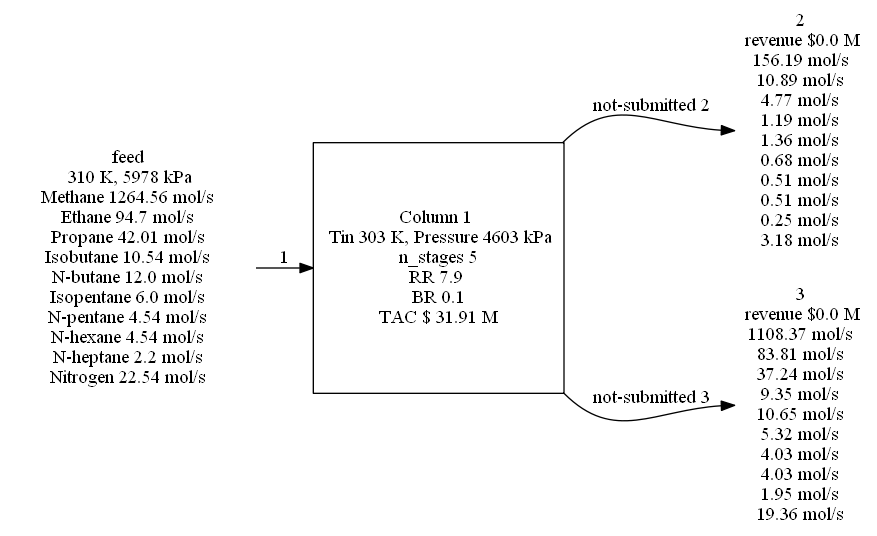 feed
310 K, 5978 kPa
Methane 1264.56 mol/s
Ethane 94.7 mol/s
Propane 42.01 mol/s
Isobutane 10.54 mol/s
N-butane 12.0 mol/s
Isopentane 6.0 mol/s
N-pentane 4.54 mol/s
N-hexane 4.54 mol/s
N-heptane 2.2 mol/s
Nitrogen 22.54 mol/s
1
Column 1
Tin 303 K, Pressure 4603 kPa
n_stages 5
RR 7.9
BR 0.1
TAC $ 31.91 M
not-submitted 2
2
revenue $0.0 M
156.19 mol/s
10.89 mol/s
4.77 mol/s
1.19 mol/s
1.36 mol/s
0.68 mol/s
0.51 mol/s
0.51 mol/s
0.25 mol/s
3.18 mol/s
not-submitted 3
3
revenue $0.0 M
1108.37 mol/s
83.81 mol/s
37.24 mol/s
9.35 mol/s
10.65 mol/s
5.32 mol/s
4.03 mol/s
4.03 mol/s
1.95 mol/s
19.36 mol/s